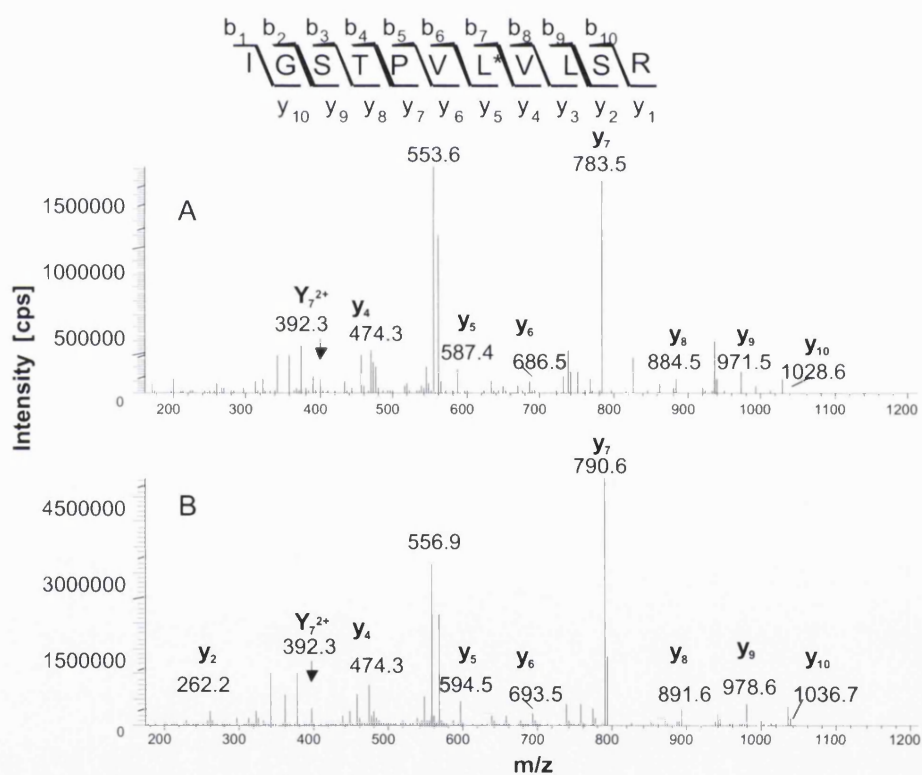 b1 b2 b3 b4 b5 b6 b7 b8 b9 b10
I G S T P V L* V L S R
y10 y9 y8 y7 y6 y5 y4 y3 y2 y1
Intensity [cps]
A
1500000
1000000
500000
0
Y7²⁺
392.3
y4
474.3
553.6
y5
587.4
y6
686.5
y7
783.5
y8
884.5
y9
971.5
y10
1028.6
200 300 400 500 600 700 800 900 1000 1100 1200
B
4500000
3000000
1500000
0
y2
262.2
Y7²⁺
392.3
y4
474.3
556.9
y5
594.5
y6
693.5
y7
790.6
y8
891.6
y9
978.6
y10
1036.7
200 300 400 500 600 700 800 900 1000 1100 1200
m/z